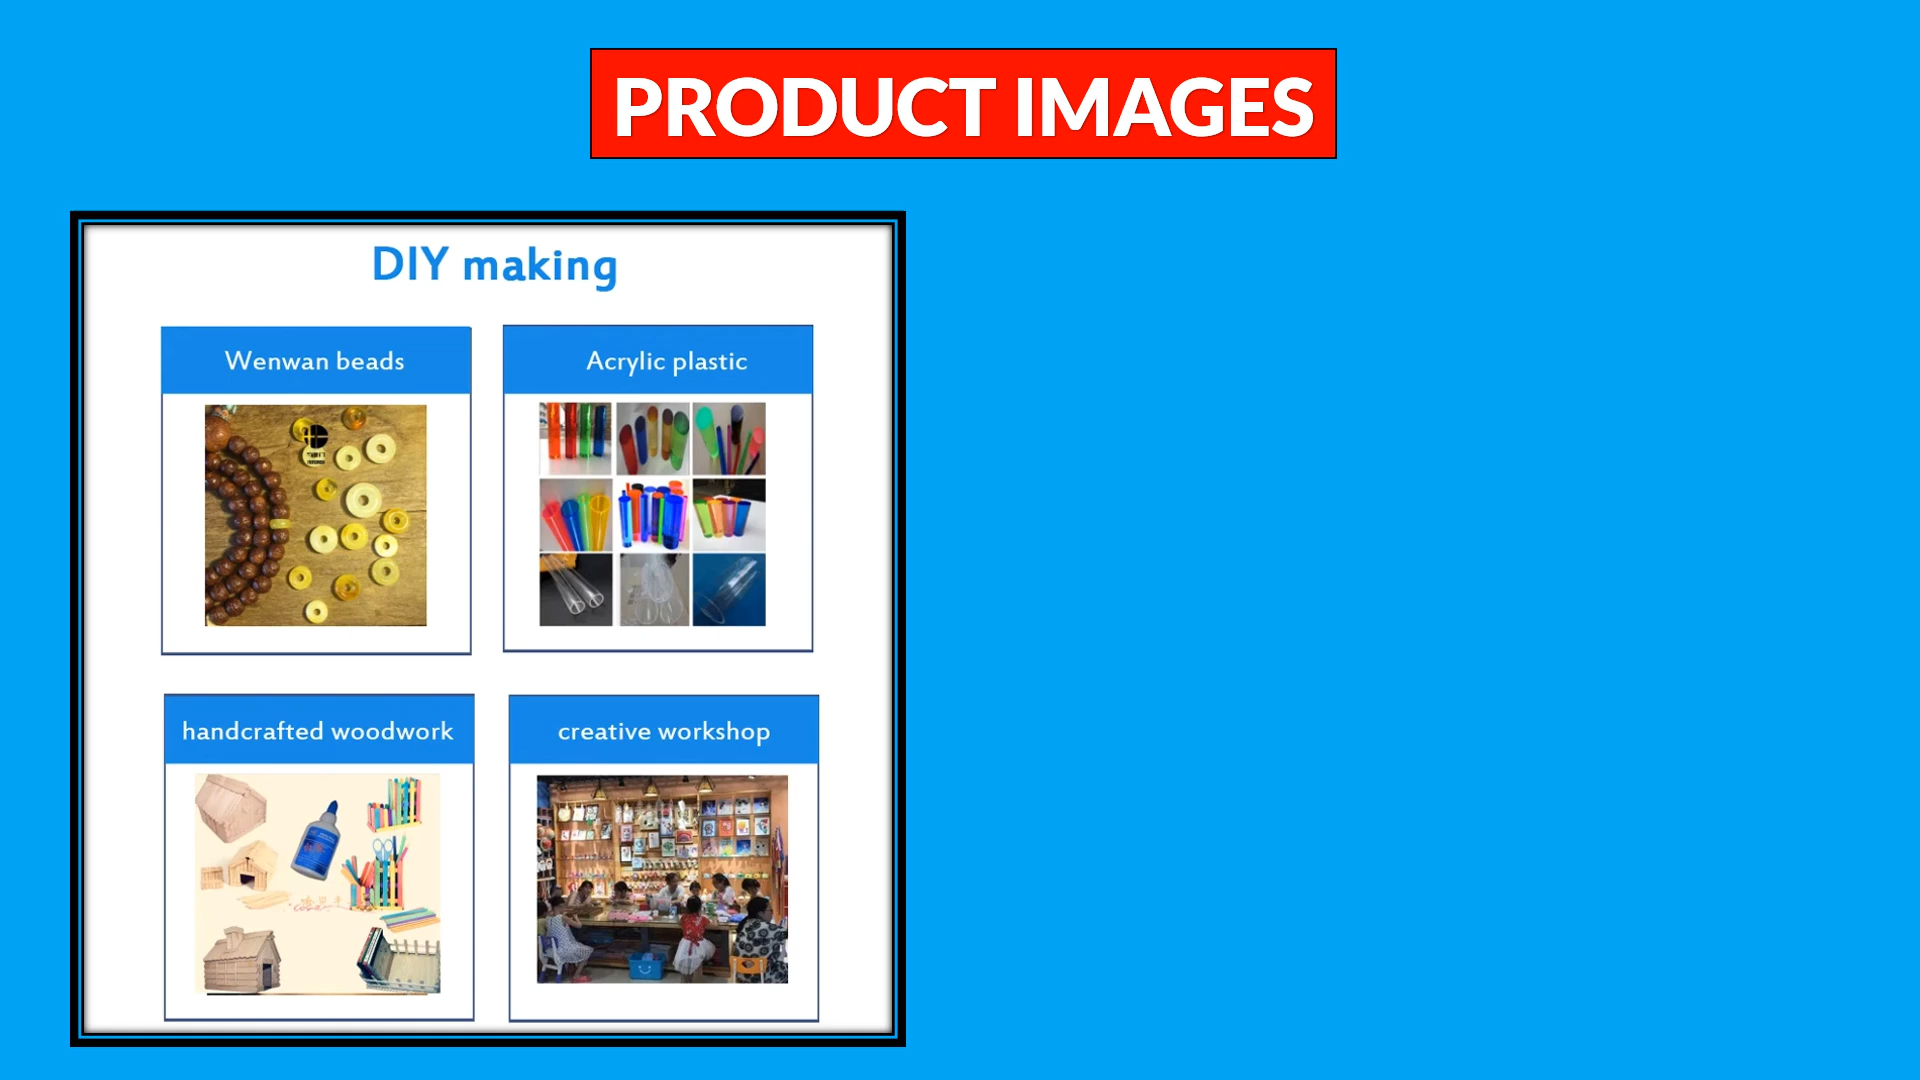 PRODUCT IMAGES
DIY making
Wenwan beads
Acrylic plastic
handcrafted woodwork
creative workshop